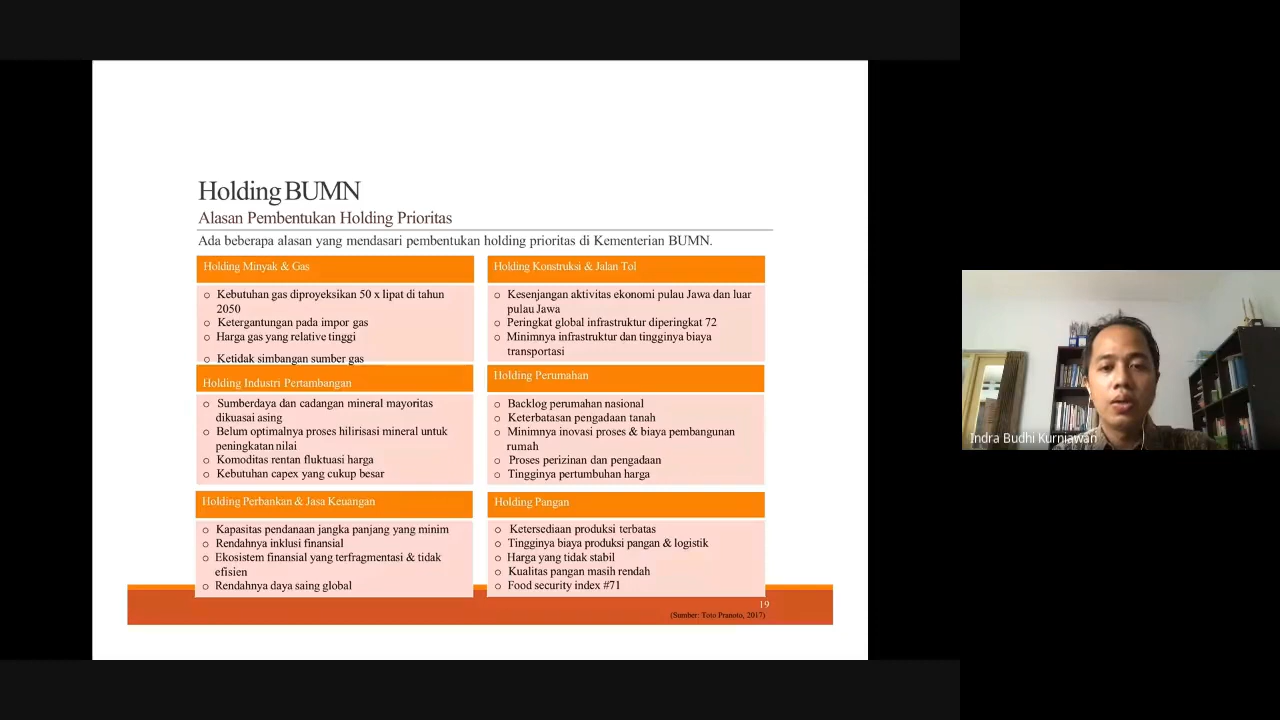 Holding BUMN
Alasan Pembentukan Holding Prioritas
Ada beberapa alasan yang mendasari pembentukan holding prioritas di Kementerian BUMN.
Holding Minyak & Gas
o Kebutuhan gas diproyeksikan 50 x lipat di tahun
2050
o Ketergantungan pada impor gas
o Harga gas yang relative tinggi
o Ketidak simbangan sumber gas
Holding Konstruksi & Jalan Tol
o Kesenjangan aktivitas ekonomi pulau Jawa dan luar
pulau Jawa
o Peringkat global infrastruktur diperingkat 72
o Minimnya infrastruktur dan tingginya biaya
transportasi
Holding Industri Pertambangan
o Sumberdaya dan cadangan mineral mayoritas
dikuasai asing
o Belum optimalnya proses hilirisasi mineral untuk
peningkatan nilai
o Komoditas rentan fluktuasi harga
o Kebutuhan capex yang cukup besar
Holding Perumahan
o Backlog perumahan nasional
o Keterbatasan pengadaan tanah
o Minimnya inovasi proses & biaya pembangunan
rumah
o Proses perizinan dan pengadaan
o Tingginya pertumbuhan harga
Holding Perbankan & Jasa Keuangan
o Kapasitas pendanaan jangka panjang yang minim
o Rendahnya inklusi finansial
o Ekosistem finansial yang terfragmentasi & tidak
efisien
o Rendahnya daya saing global
Holding Pangan
o Ketersediaan produksi terbatas
o Tingginya biaya produksi pangan & logistik
o Harga yang tidak stabil
o Kualitas pangan masih rendah
o Food security index #71
19
(Sumber: Toto Pranoto, 2017)
Indra Budhi Kurniawan